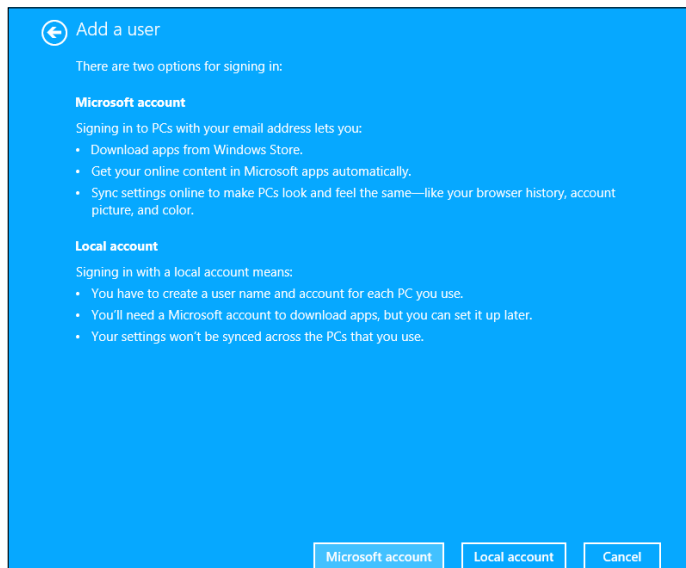 Add a user
There are two options for signing in:
Microsoft account
Signing in to PCs with your email address lets you:
• Download apps from Windows Store.
• Get your online content in Microsoft apps automatically.
• Sync settings online to make PCs look and feel the same—like your browser history, account
picture, and color.
Local account
Signing in with a local account means:
• You have to create a user name and account for each PC you use.
• You'll need a Microsoft account to download apps, but you can set it up later.
• Your settings won't be synced across the PCs that you use.
Microsoft account Local account Cancel